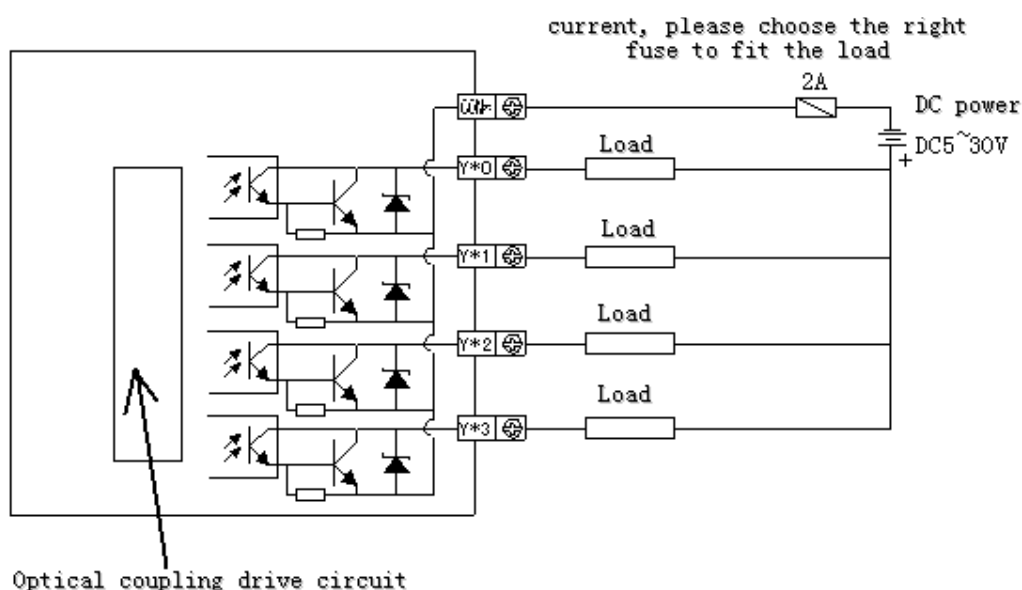 current, please choose the right
fuse to fit the load
2A
DC power
DC5~30V
+
Load
Y*0
Load
Y*1
Load
Y*2
Load
Y*3
Optical coupling drive circuit